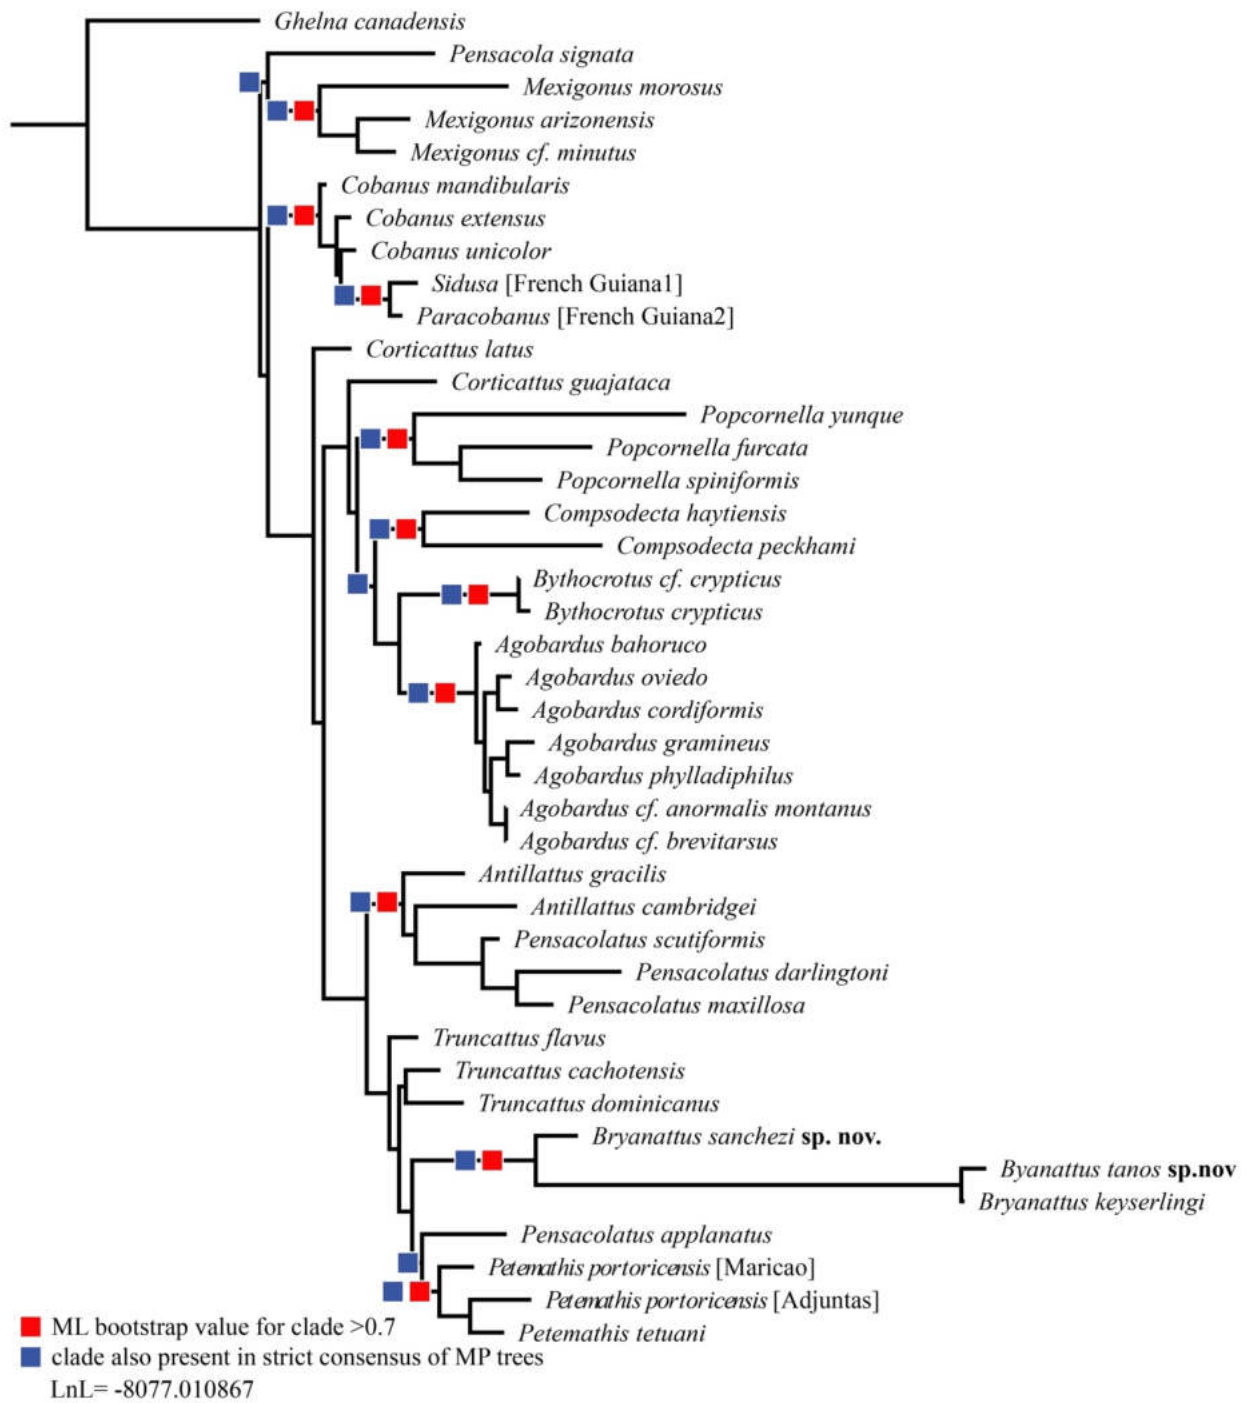 Ghelna canadensis
Pensacola signata
Mexigonus morosus
Mexigonus arizonensis
Mexigonus cf. minutus
Cobanus mandibularis
Cobanus extensus
Cobanus unicolor
Sidusa [French Guiana1]
Paracobanus [French Guiana2]
Corticattus latus
Corticattus guajataca
Popcornella yunque
Popcornella furcata
Popcornella spiniformis
Compsodecta haytiensis
Compsodecta peckhami
Bythocrotus cf. crypticus
Bythocrotus crypticus
Agobardus bahoruco
Agobardus oviedo
Agobardus cordiformis
Agobardus gramineus
Agobardus phylladiphilus
Agobardus cf. anormalis montanus
Agobardus cf. brevitarsus
Antillattus gracilis
Antillattus cambridgei
Pensacolatus scutiformis
Pensacolatus darlingtoni
Pensacolatus maxillosa
Truncattus flavus
Truncattus cachotensis
Truncattus dominicanus
Bryanattus sanchezi sp. nov.
Byanattus tanos sp.nov
Bryanattus keyserlingi
Pensacolatus applanatus
Petemathis portoricensis [Maricao]
Petemathis portoricensis [Adjuntas]
Petemathis tetuani
ML bootstrap value for clade >0.7
clade also present in strict consensus of MP trees
LnL= -8077.010867